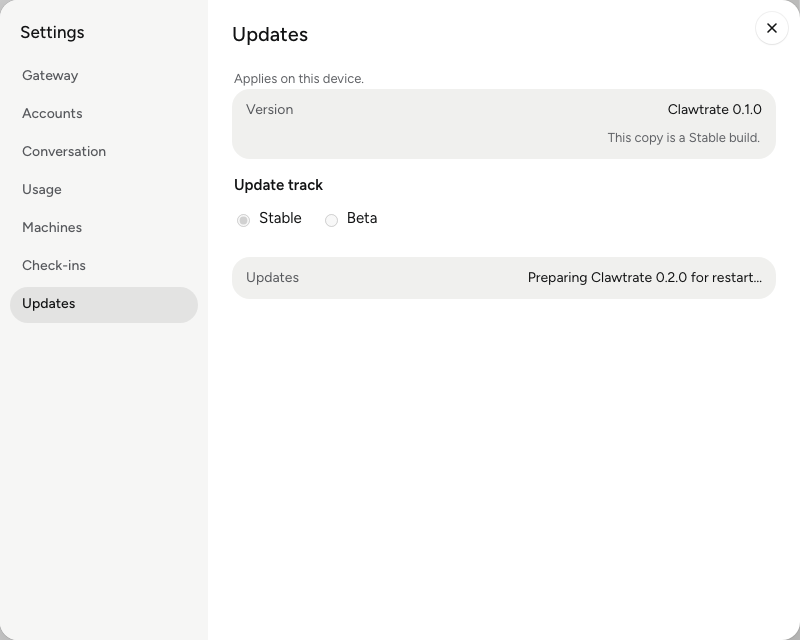 Settings
Gateway
Accounts
Conversation
Usage
Machines
Check-ins
Updates
Updates
Applies on this device.
Version Clawtrate 0.1.0
This copy is a Stable build.
Update track
Stable Beta
Updates Preparing Clawtrate 0.2.0 for restart…